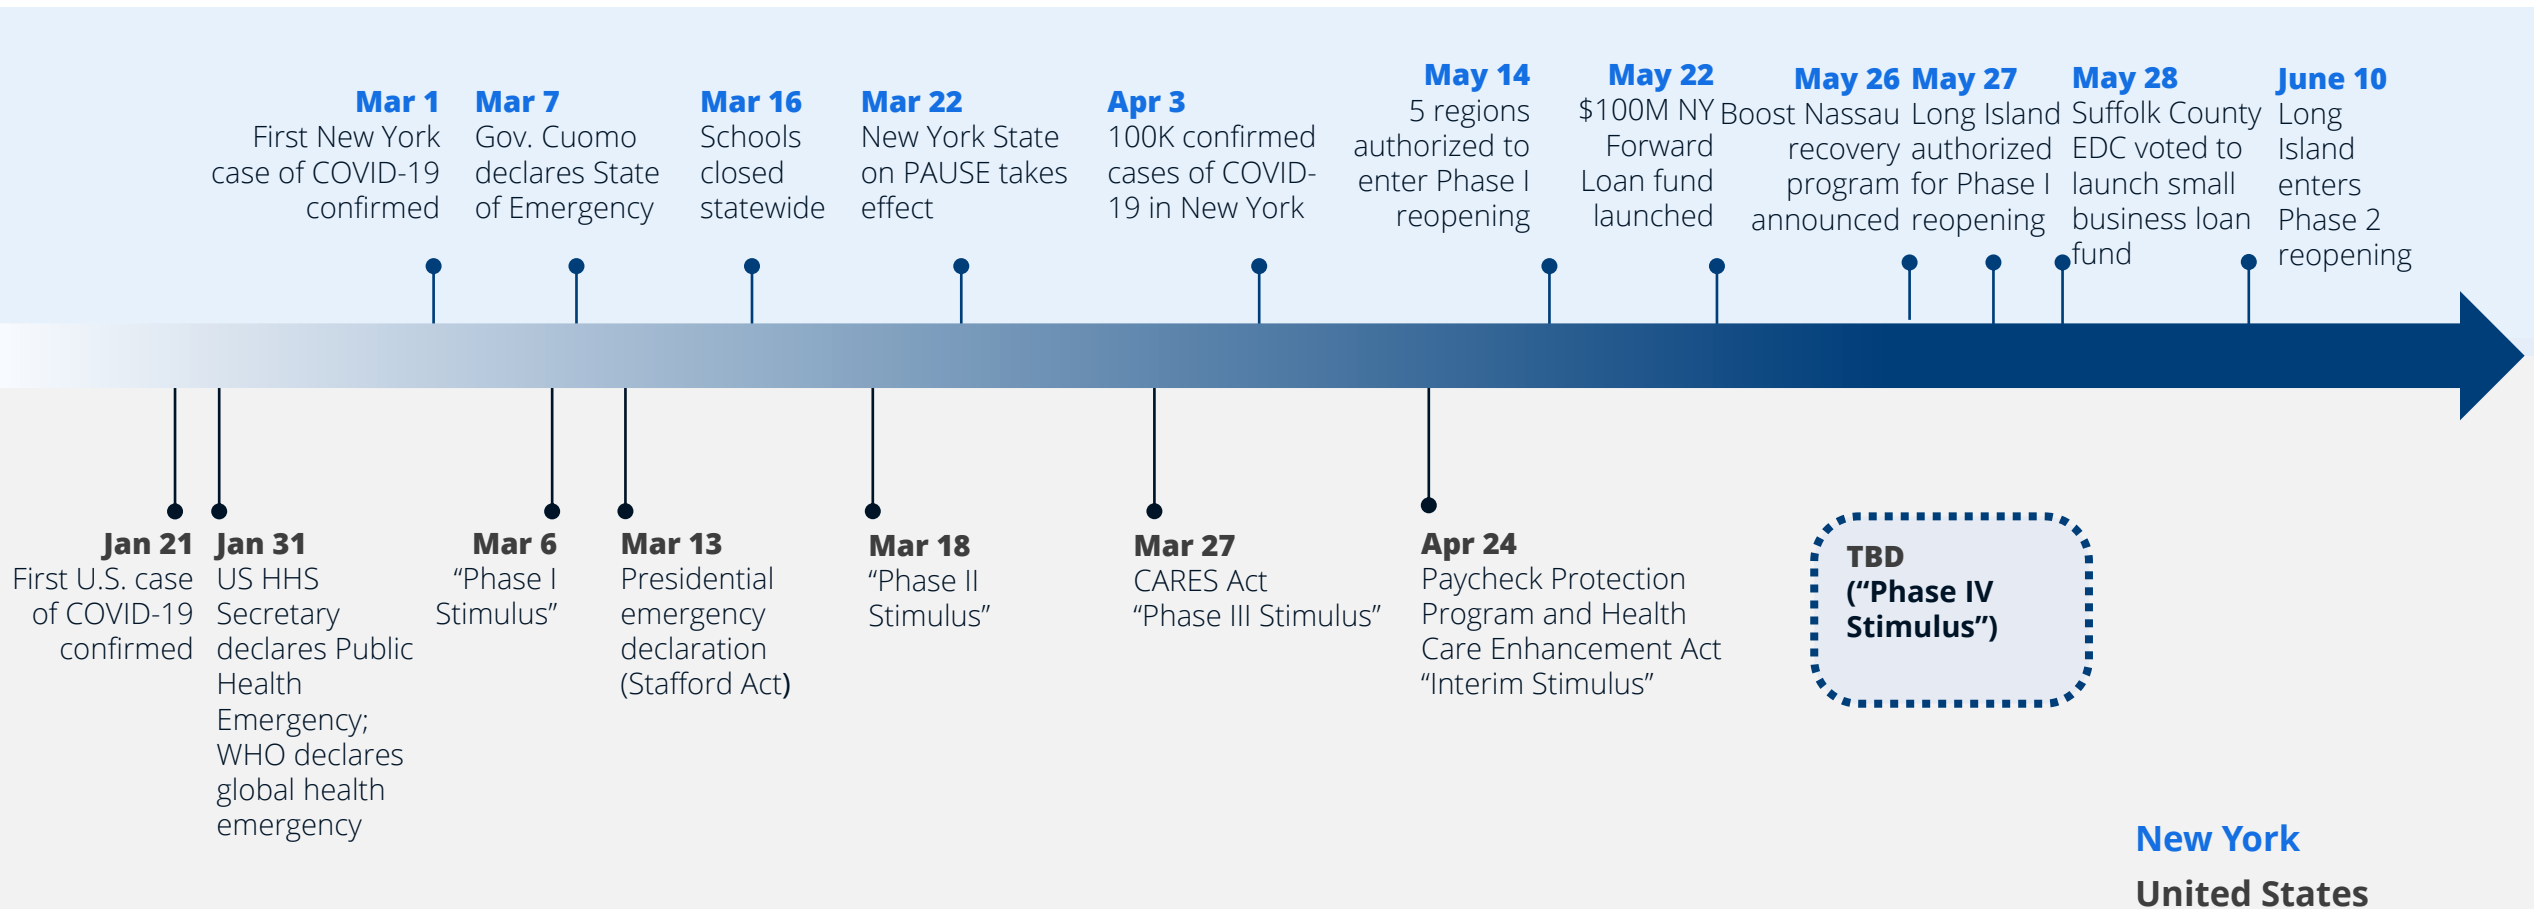 Mar 1
First New York
case of COVID-19
confirmed
Mar 7
Gov. Cuomo
declares State
of Emergency
Mar 16
Schools
closed
statewide
Mar 22
New York State
on PAUSE takes
effect
Apr 3
100K confirmed
cases of COVID-
19 in New York
May 14
5 regions
authorized to
enter Phase I
reopening
May 22
$100M NY
Forward
Loan fund
launched
May 26
Boost Nassau
recovery
program
announced
May 27
Long Island
authorized
for Phase I
reopening
May 28
Suffolk County
EDC voted to
launch small
business loan
fund
June 10
Long
Island
enters
Phase 2
reopening
Jan 21
First U.S. case
of COVID-19
confirmed
Jan 31
US HHS
Secretary
declares Public
Health
Emergency;
WHO declares
global health
emergency
Mar 6
“Phase I
Stimulus”
Mar 13
Presidential
emergency
declaration
(Stafford Act)
Mar 18
“Phase II
Stimulus”
Mar 27
CARES Act
“Phase III Stimulus”
Apr 24
Paycheck Protection
Program and Health
Care Enhancement Act
“Interim Stimulus”
TBD
(“Phase IV
Stimulus”)
New York
United States